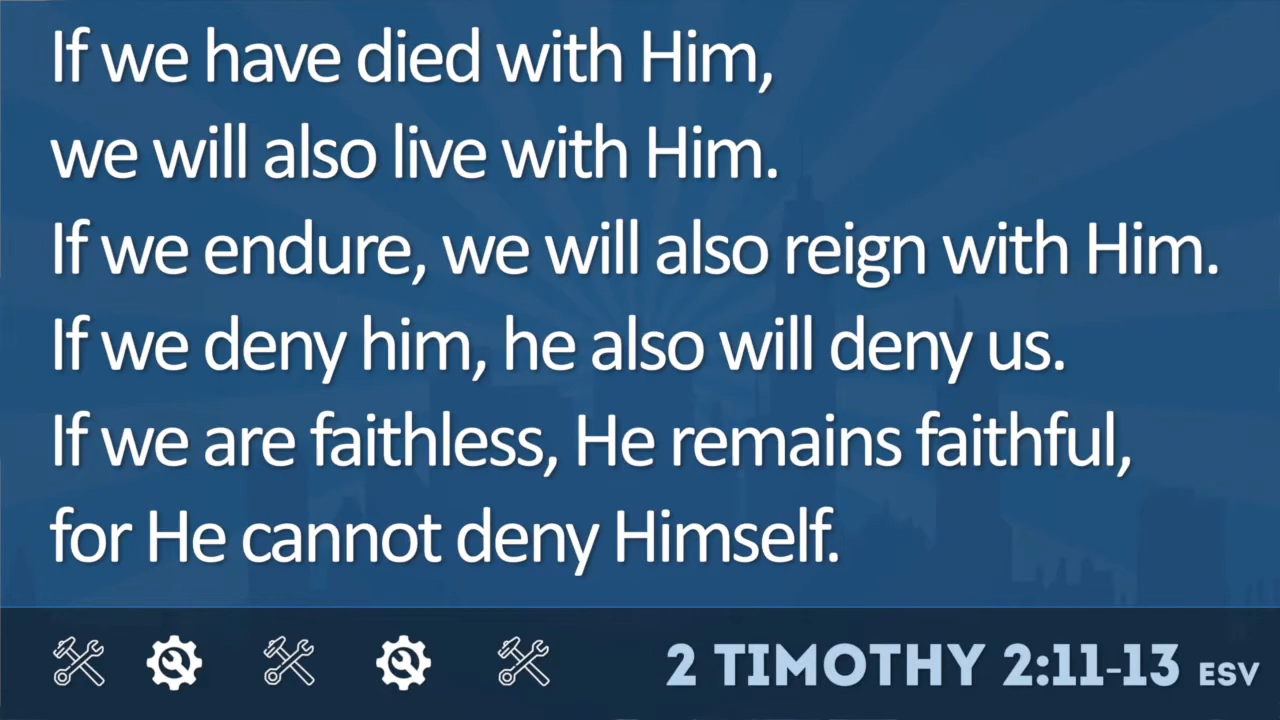 If we have died with Him,
we will also live with Him.
If we endure, we will also reign with Him.
If we deny him, he also will deny us.
If we are faithless, He remains faithful,
for He cannot deny Himself.
2 TIMOTHY 2:11-13 ESV